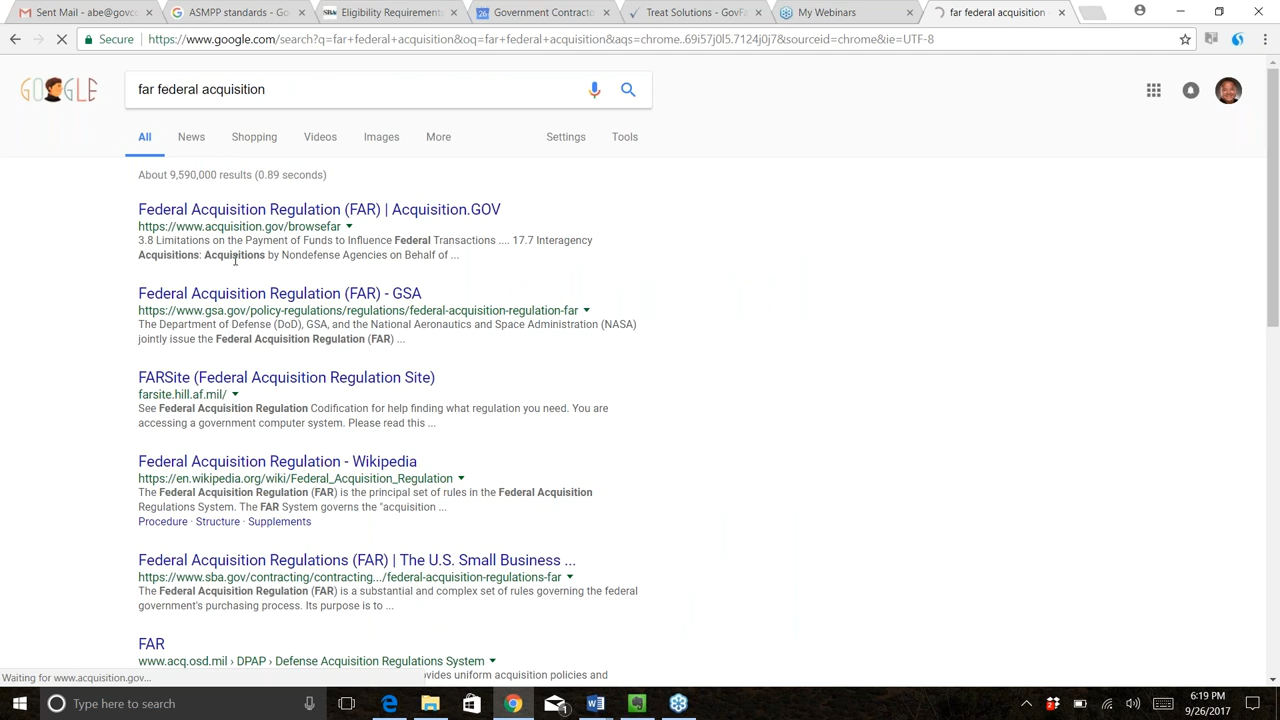 Sent Mail - abe@govco
ASMPP standards - Go
Eligibility Requirements
Government Contracto
Treat Solutions - GovFa
My Webinars
far federal acquisition
Secure https://www.google.com/search?q=far+federal+acquisition&oq=far+federal+acquisition&aqs=chrome..69i57j0l5.7124j0j7&sourceid=chrome&ie=UTF-8
GOOGLE
far federal acquisition
All News Shopping Videos Images More Settings Tools
About 9,590,000 results (0.89 seconds)
Federal Acquisition Regulation (FAR) | Acquisition.GOV
https://www.acquisition.gov/browsefar
3.8 Limitations on the Payment of Funds to Influence Federal Transactions .... 17.7 Interagency
Acquisitions: Acquisitions by Nondefense Agencies on Behalf of ...
Federal Acquisition Regulation (FAR) - GSA
https://www.gsa.gov/policy-regulations/regulations/federal-acquisition-regulation-far
The Department of Defense (DoD), GSA, and the National Aeronautics and Space Administration (NASA)
jointly issue the Federal Acquisition Regulation (FAR) ...
FARSite (Federal Acquisition Regulation Site)
farsite.hill.af.mil/
See Federal Acquisition Regulation Codification for help finding what regulation you need. You are
accessing a government computer system. Please read this ...
Federal Acquisition Regulation - Wikipedia
https://en.wikipedia.org/wiki/Federal_Acquisition_Regulation
The Federal Acquisition Regulation (FAR) is the principal set of rules in the Federal Acquisition
Regulations System. The FAR System governs the "acquisition ...
Procedure · Structure · Supplements
Federal Acquisition Regulations (FAR) | The U.S. Small Business ...
https://www.sba.gov/contracting/contracting.../federal-acquisition-regulations-far
The Federal Acquisition Regulation (FAR) is a substantial and complex set of rules governing the federal
government's purchasing process. Its purpose is to ...
FAR
www.acq.osd.mil › DPAP › Defense Acquisition Regulations System
vides uniform acquisition policies and
Waiting for www.acquisition.gov...
Type here to search
1
6:19 PM
9/26/2017